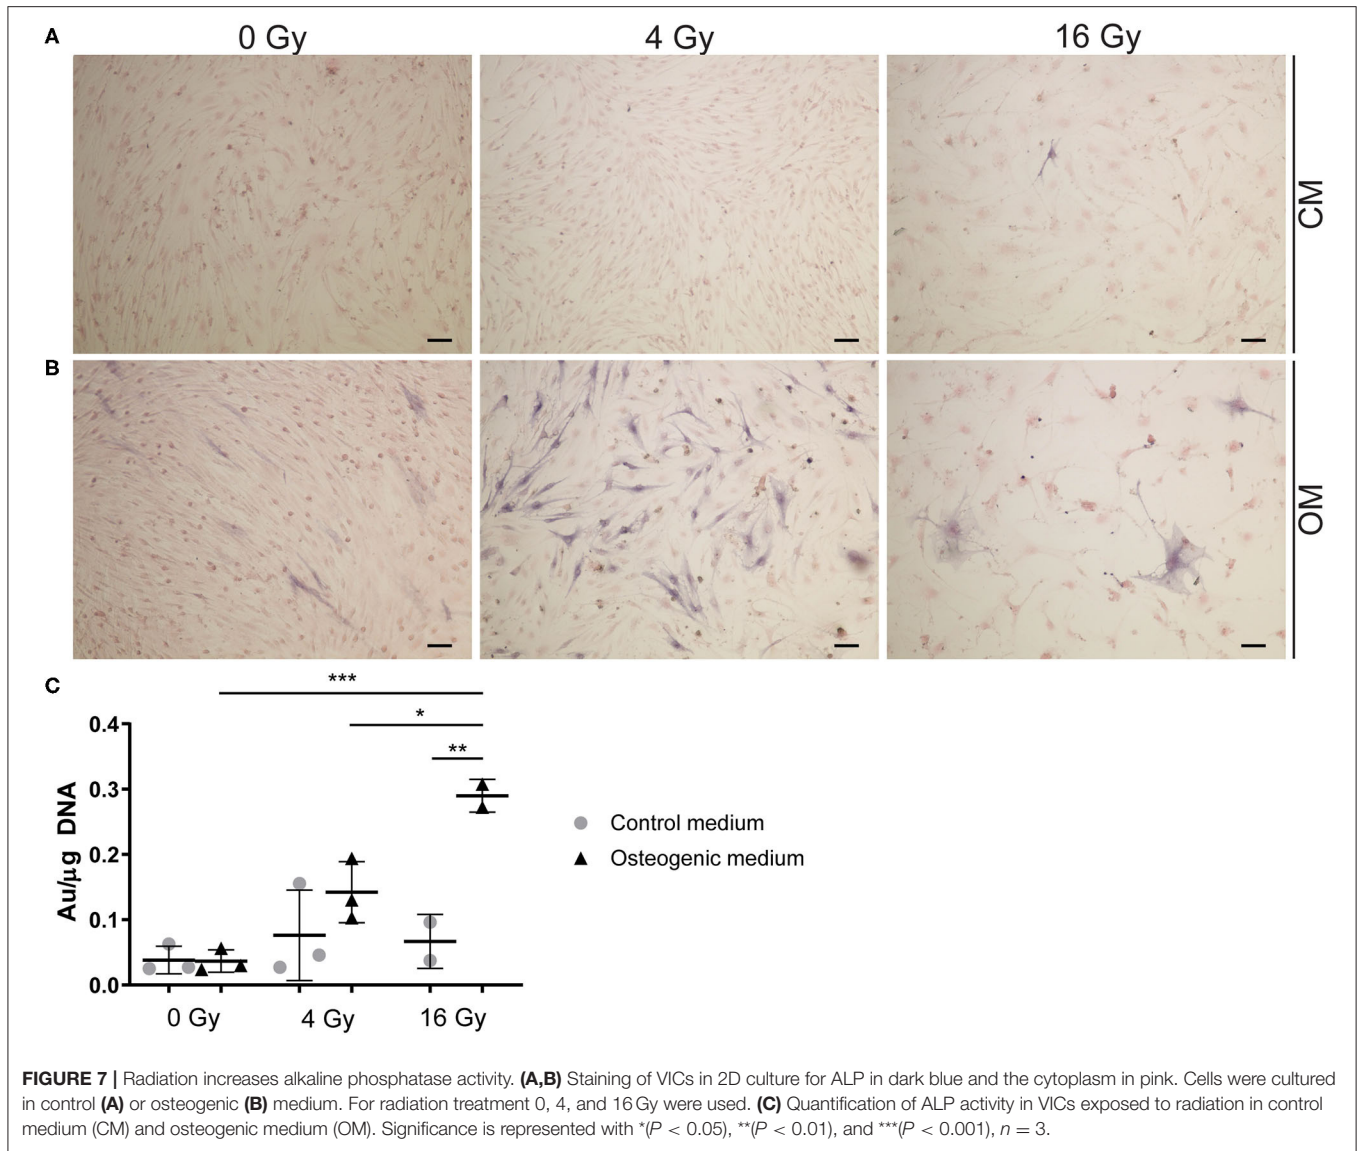 A
0 Gy
4 Gy
16 Gy
CM
B
OM
C
***
*
**
0.4
0.3
0.2
0.1
0.0
Au/µg DNA
0 Gy
4 Gy
16 Gy
Control medium
Osteogenic medium
FIGURE 7 | Radiation increases alkaline phosphatase activity. (A,B) Staining of VICs in 2D culture for ALP in dark blue and the cytoplasm in pink. Cells were cultured
in control (A) or osteogenic (B) medium. For radiation treatment 0, 4, and 16 Gy were used. (C) Quantification of ALP activity in VICs exposed to radiation in control
medium (CM) and osteogenic medium (OM). Significance is represented with *(P < 0.05), **(P < 0.01), and ***(P < 0.001), n = 3.